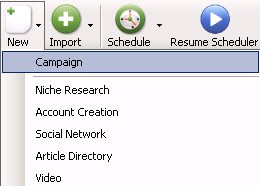 New Import Schedule Resume Scheduler
Campaign
Niche Research
Account Creation
Social Network
Article Directory
Video